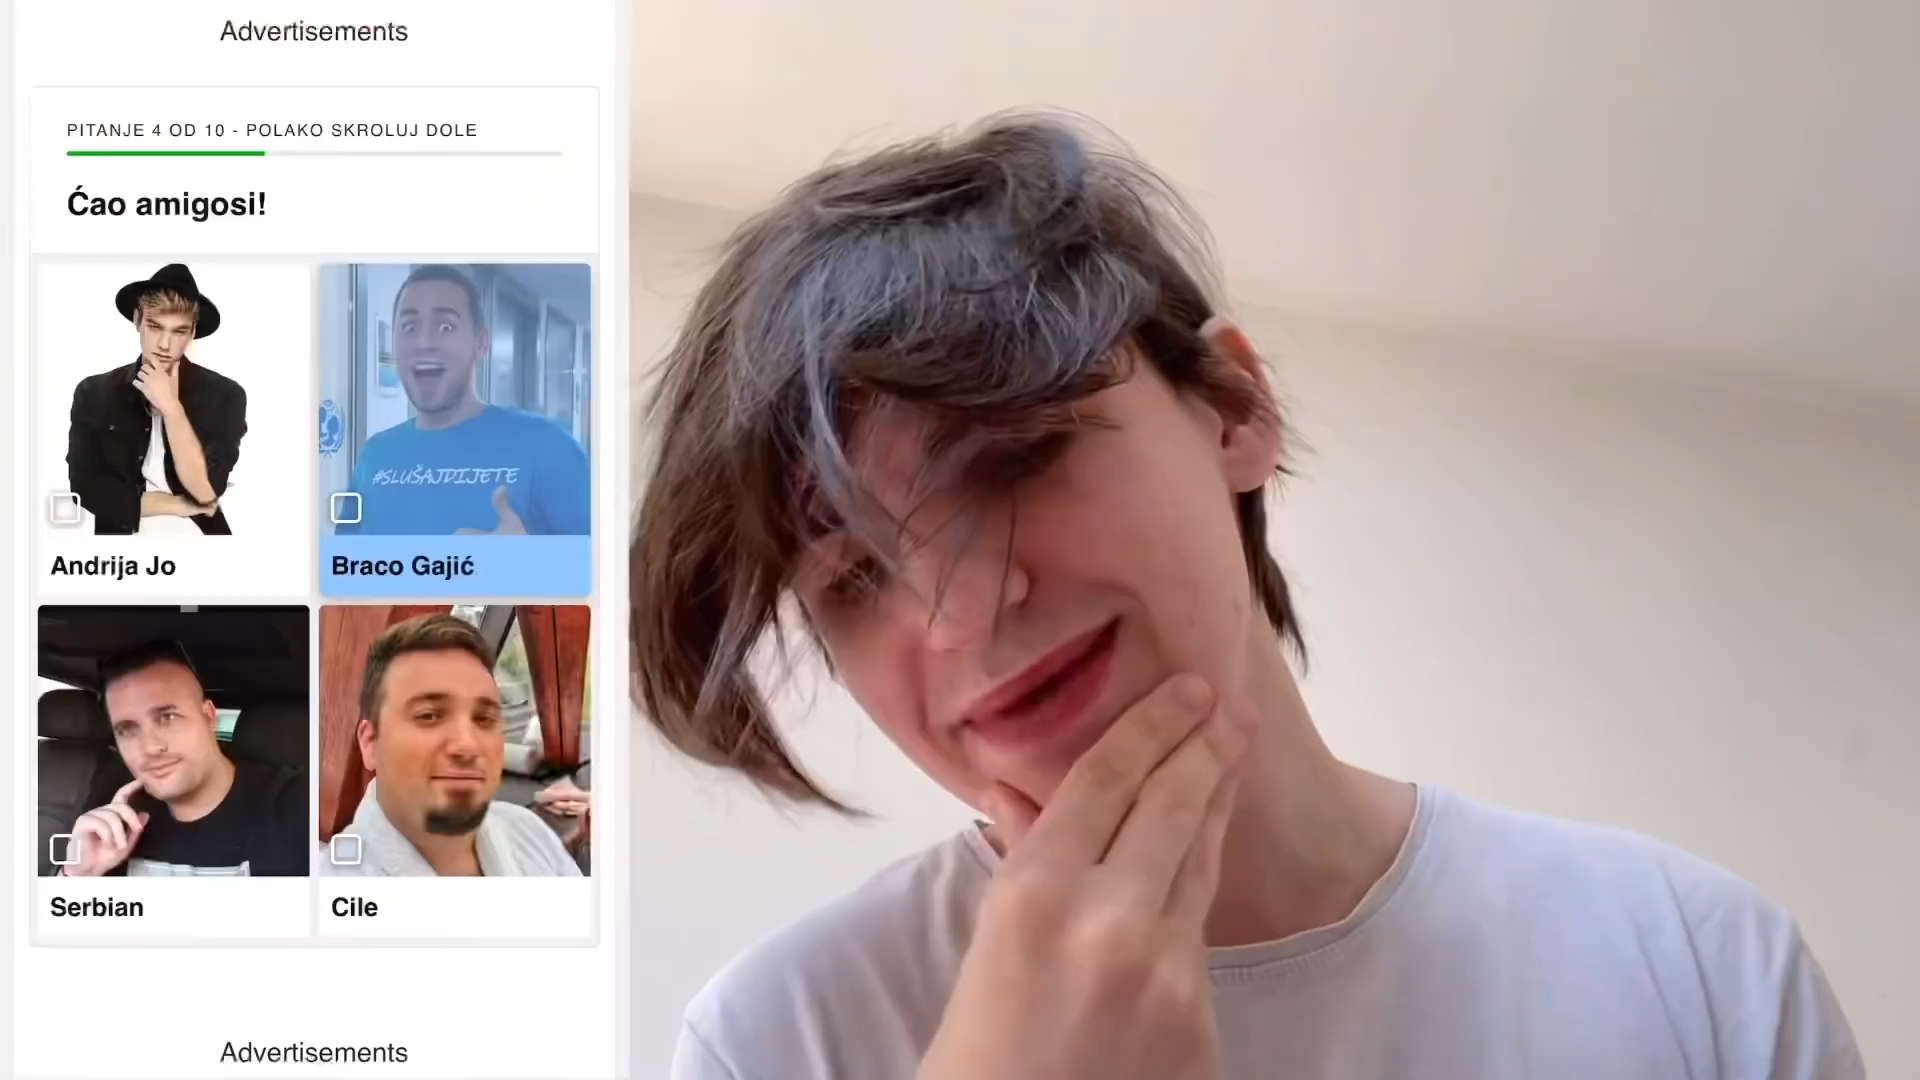 Advertisements
PITANJE 4 OD 10 - POLAKO SKROLUJ DOLE
Ćao amigosi!
#SLUŠAJDIJETE
Andrija Jo
Braco Gajić
Serbian
Cile
Advertisements